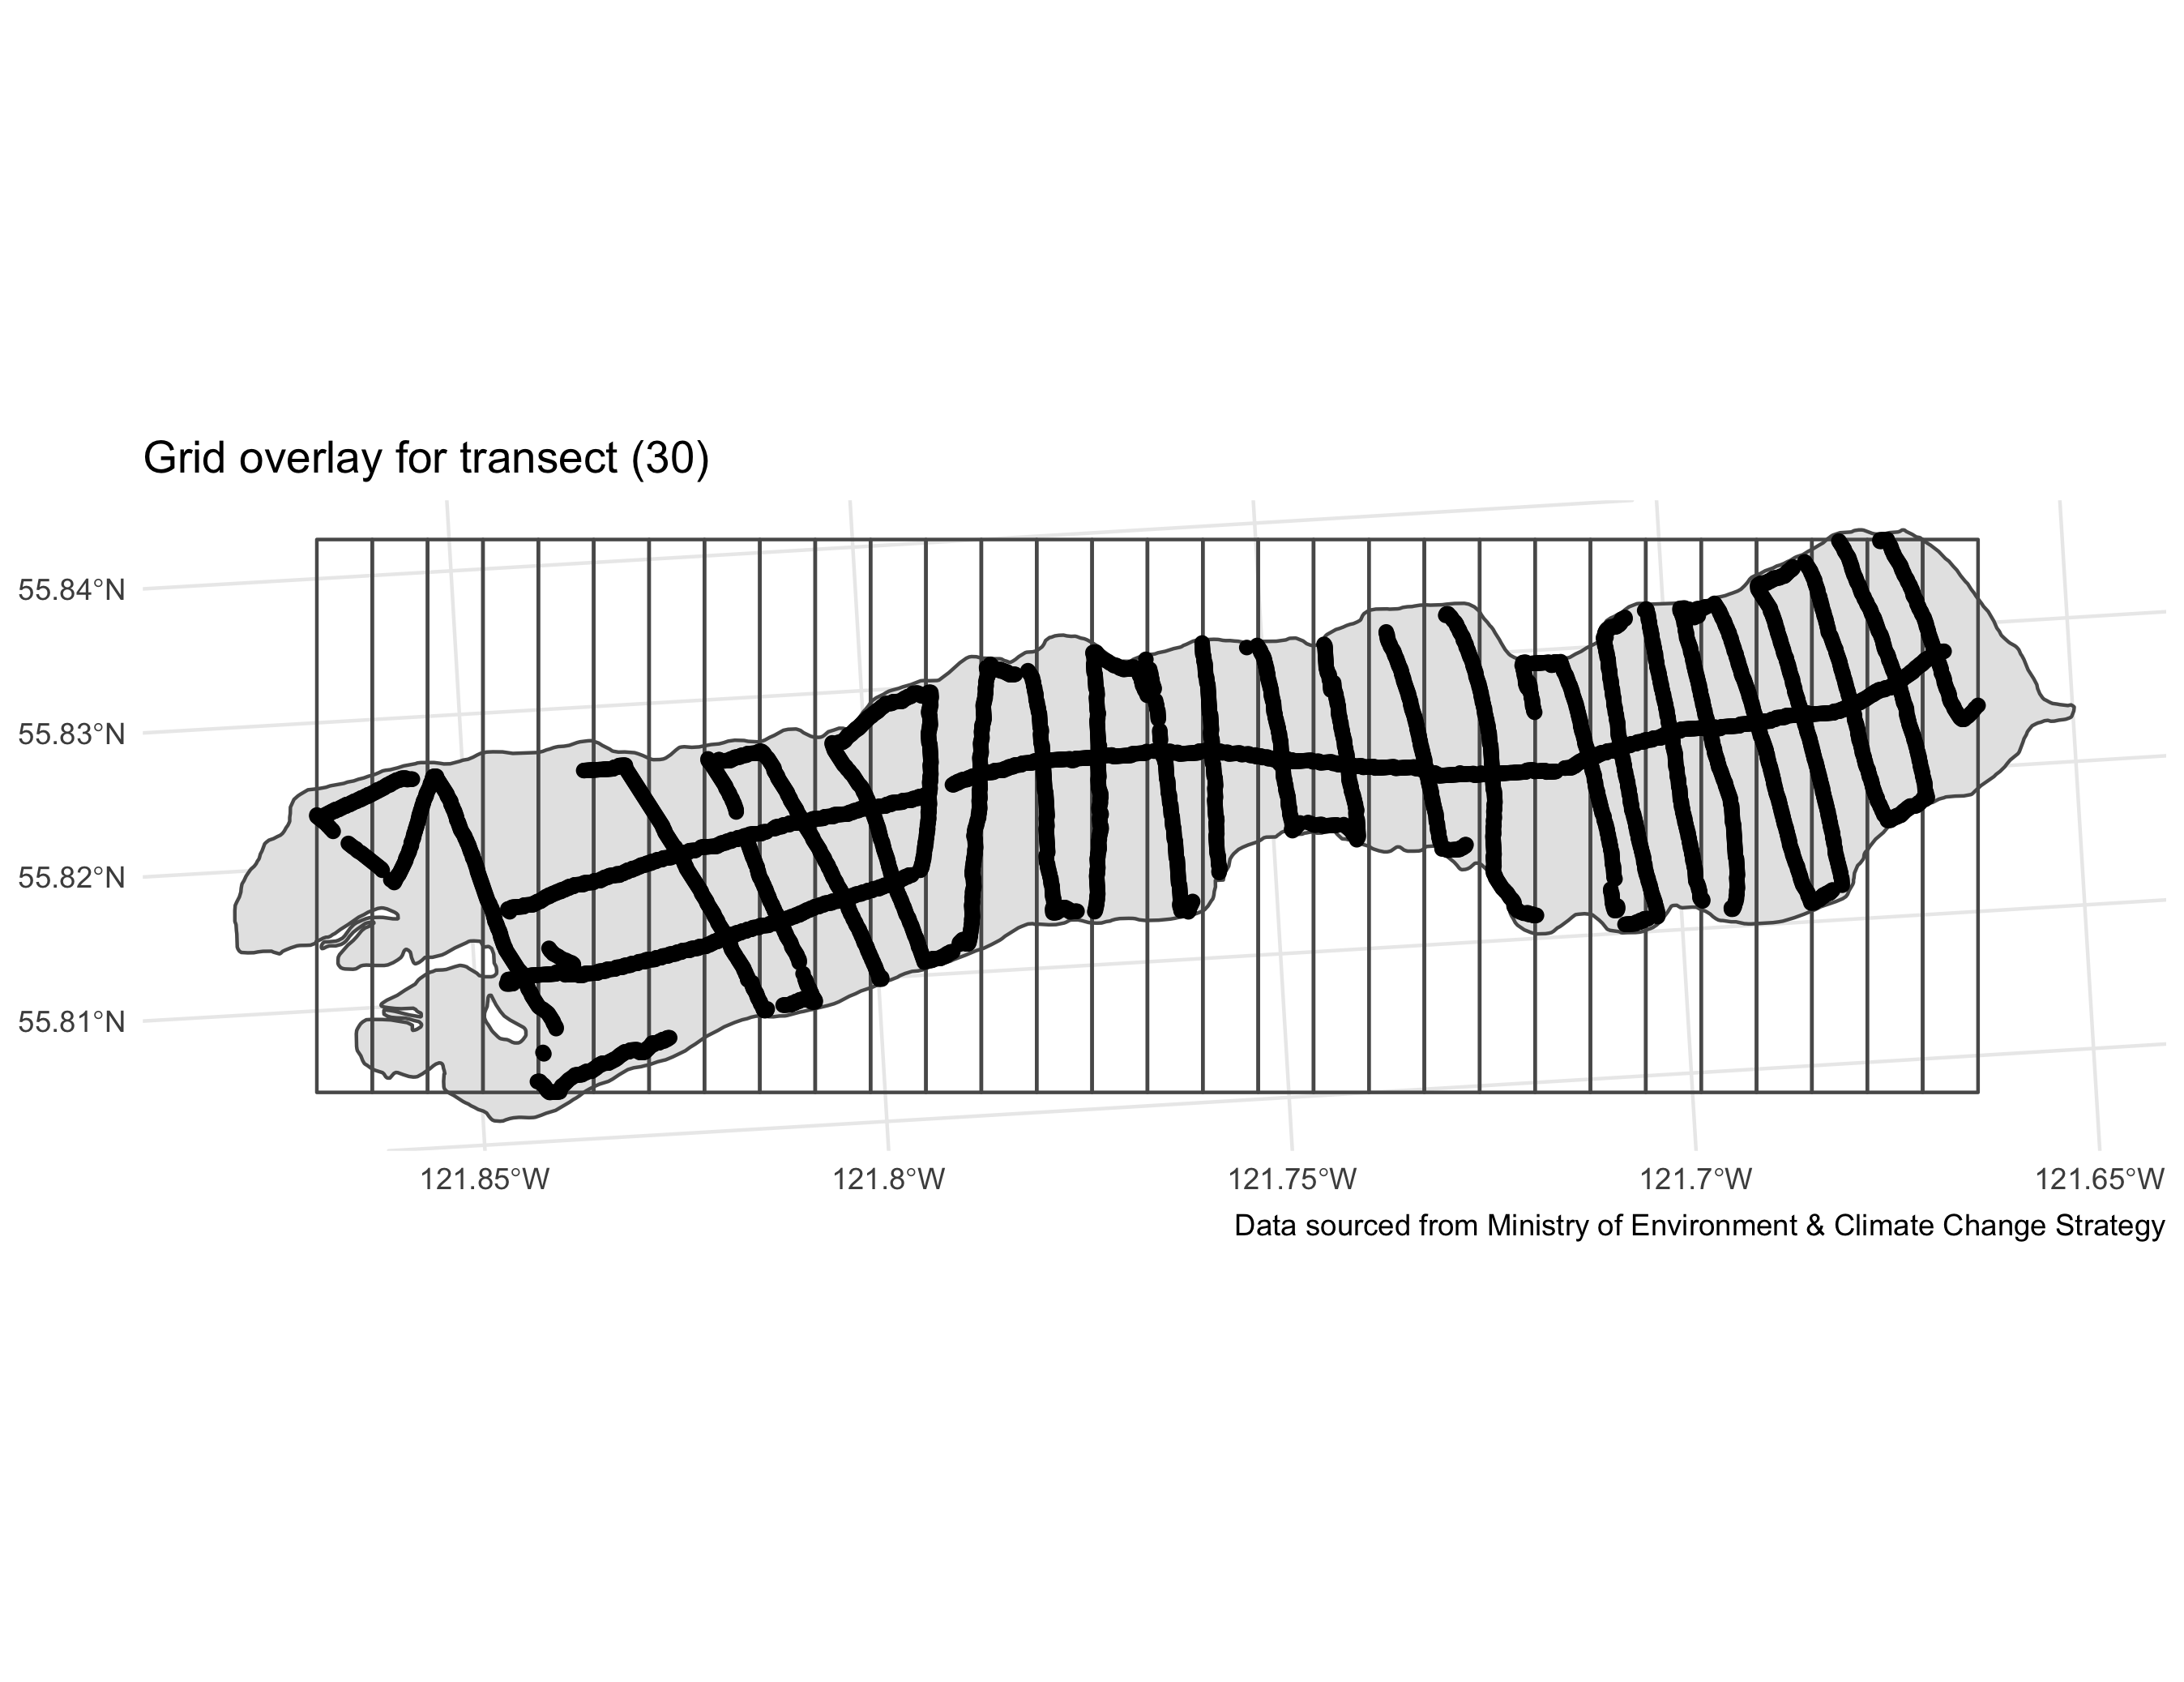 Grid overlay for transect (30)
55.84°N
55.83°N
55.82°N
55.81°N
121.85°W
121.8°W
121.75°W
121.7°W
121.65°W
Data sourced from Ministry of Environment & Climate Change Strategy